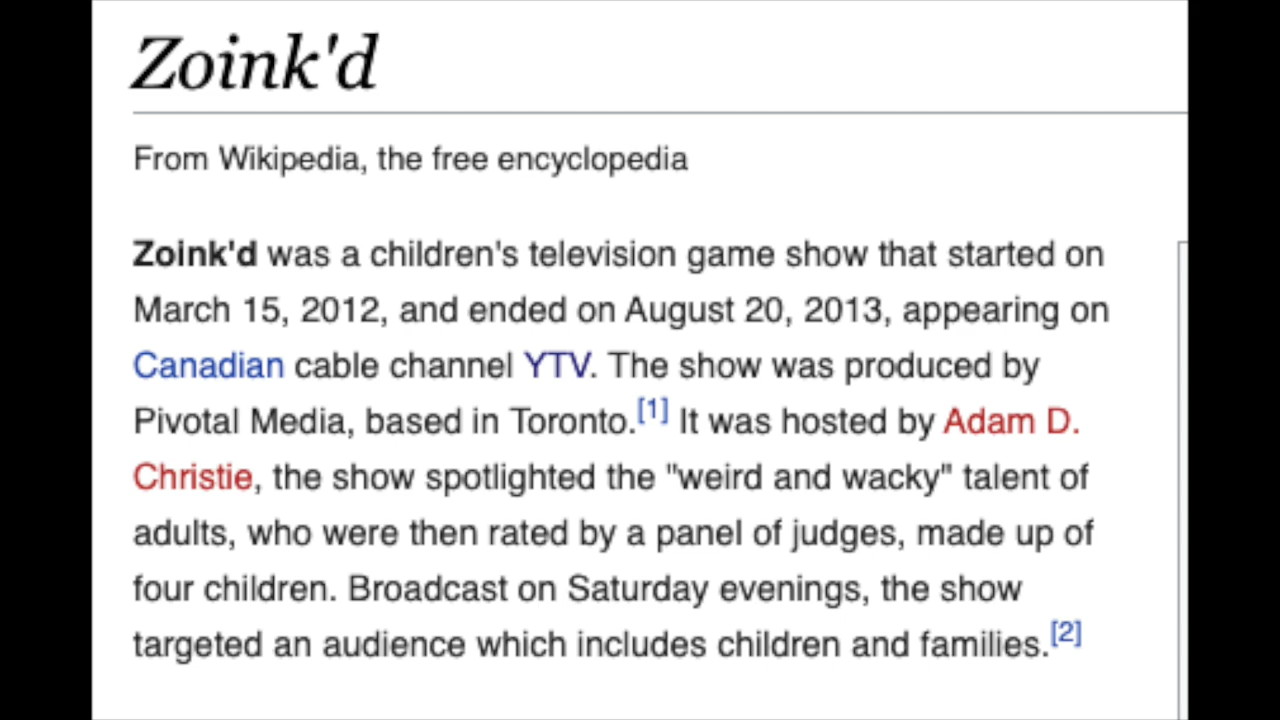 Zoink'd
From Wikipedia, the free encyclopedia
Zoink'd was a children's television game show that started on
March 15, 2012, and ended on August 20, 2013, appearing on
Canadian cable channel YTV. The show was produced by
Pivotal Media, based in Toronto.[1] It was hosted by Adam D.
Christie, the show spotlighted the "weird and wacky" talent of
adults, who were then rated by a panel of judges, made up of
four children. Broadcast on Saturday evenings, the show
targeted an audience which includes children and families.[2]